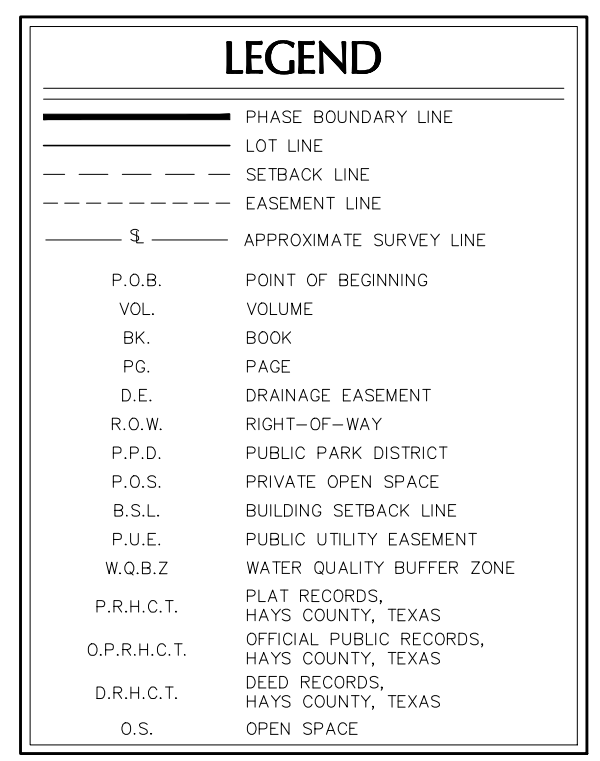 LEGEND
PHASE BOUNDARY LINE
LOT LINE
SETBACK LINE
EASEMENT LINE
SL APPROXIMATE SURVEY LINE
P.O.B. POINT OF BEGINNING
VOL. VOLUME
BK. BOOK
PG. PAGE
D.E. DRAINAGE EASEMENT
R.O.W. RIGHT–OF–WAY
P.P.D. PUBLIC PARK DISTRICT
P.O.S. PRIVATE OPEN SPACE
B.S.L. BUILDING SETBACK LINE
P.U.E. PUBLIC UTILITY EASEMENT
W.Q.B.Z WATER QUALITY BUFFER ZONE
P.R.H.C.T. PLAT RECORDS,
HAYS COUNTY, TEXAS
O.P.R.H.C.T. OFFICIAL PUBLIC RECORDS,
HAYS COUNTY, TEXAS
D.R.H.C.T. DEED RECORDS,
HAYS COUNTY, TEXAS
O.S. OPEN SPACE